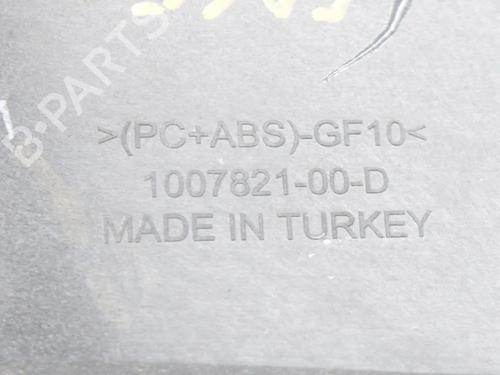 B-PARTS
>(PC+ABS)-GF10<
1007821-00-D
MADE IN TURKEY